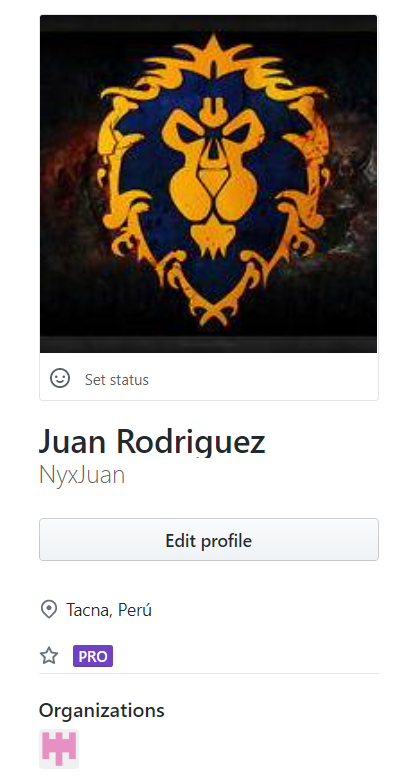 Set status
Juan Rodriguez
NyxJuan
Edit profile
Tacna, Perú
PRO
Organizations